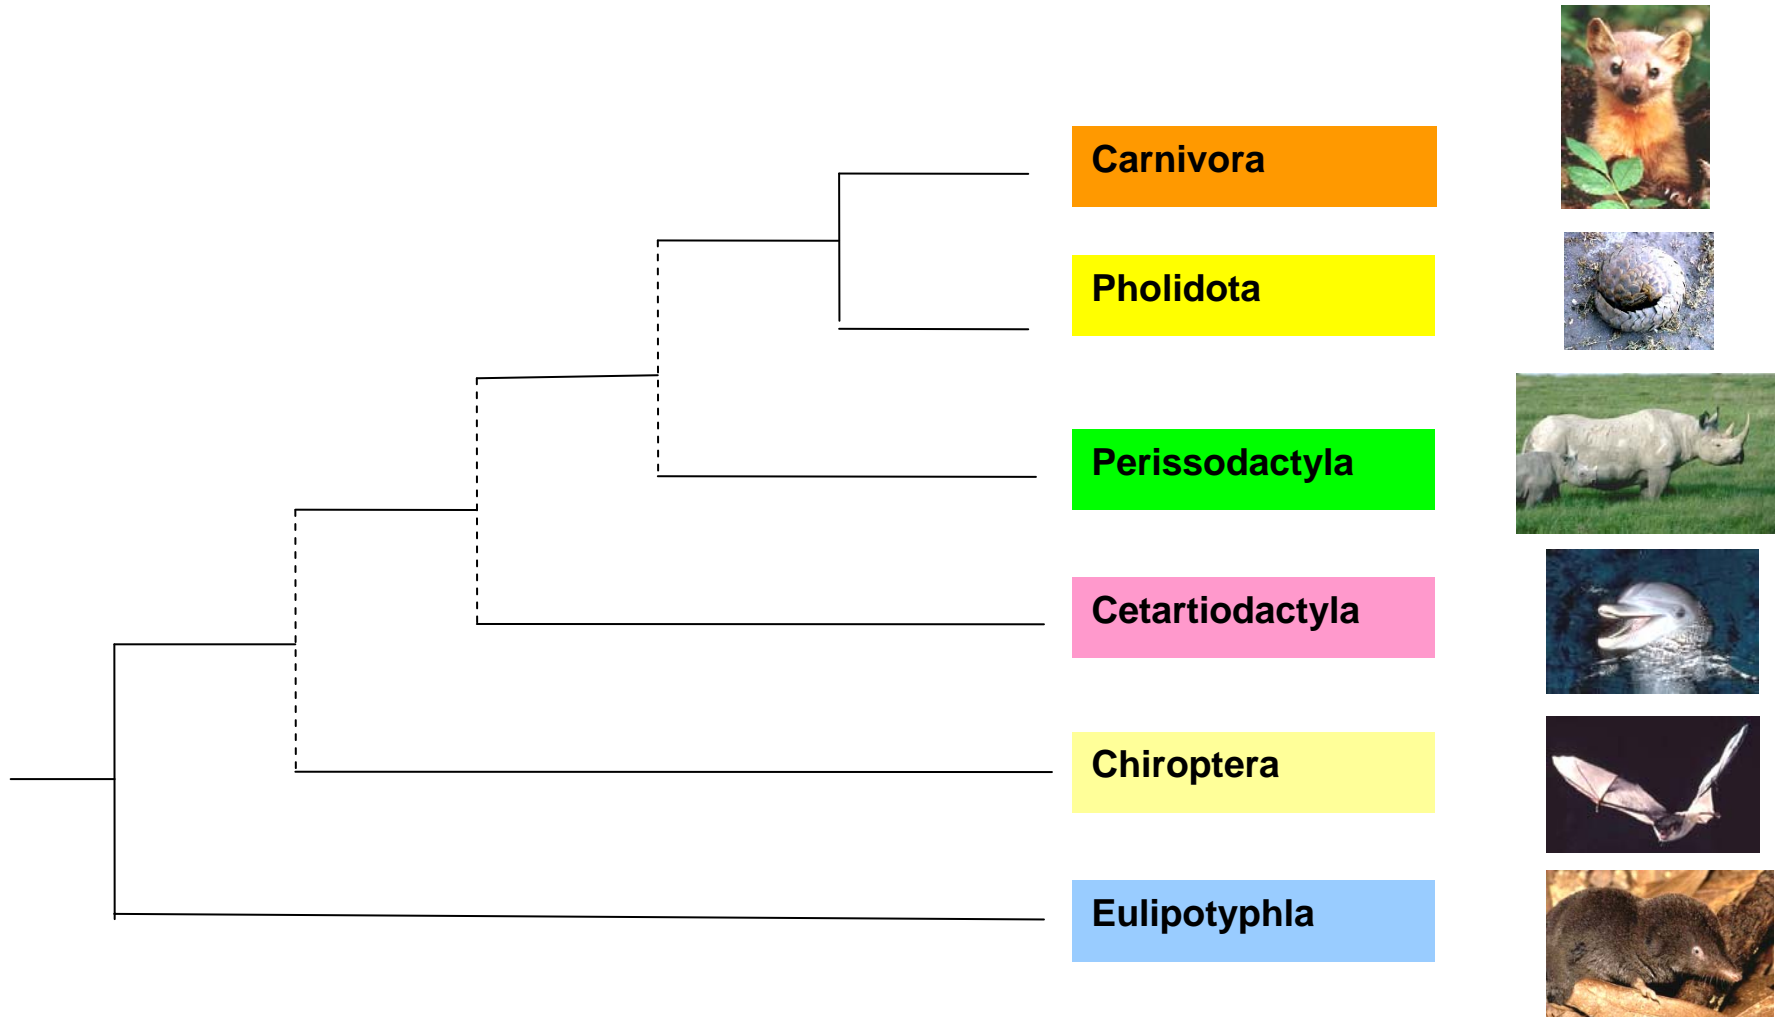 Carnivora
Pholidota
Perissodactyla
Cetartiodactyla
Chiroptera
Eulipotyphla